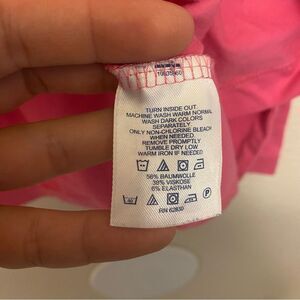 TURN INSIDE OUT.
MACHINE WASH WARM NORMAL
WASH DARK COLORS
SEPARATELY.
ONLY NON-CHLORINE BLEACH
WHEN NEEDED.
REMOVE PROMPTLY
TUMBLE DRY LOW
WARM IRON IF NEEDED
56% BAUMWOLLE
39% VISKOSE
6% ELASTHAN
P
RN 62830